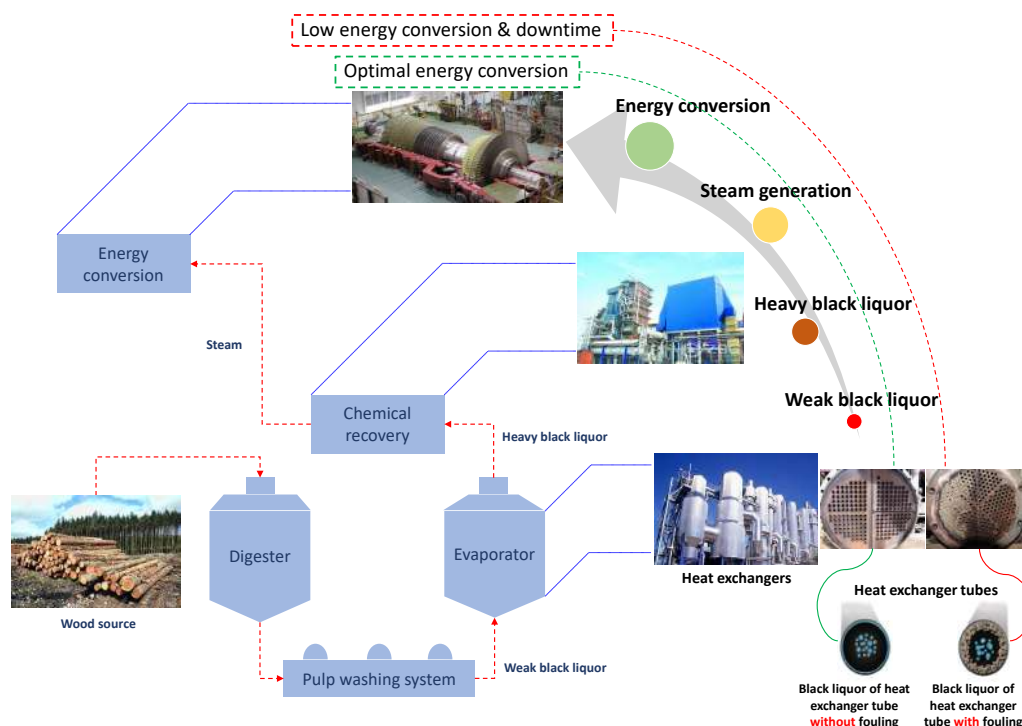 Low energy conversion & downtime
Optimal energy conversion
Energy conversion
Steam generation
Energy
conversion
Heavy black liquor
Steam
Weak black liquor
Chemical
recovery
Heavy black liquor
Digester
Evaporator
Heat exchangers
Wood source
Heat exchanger tubes
Pulp washing system
Weak black liquor
Black liquor of heat
exchanger tube
without fouling
Black liquor of
heat exchanger
tube with fouling